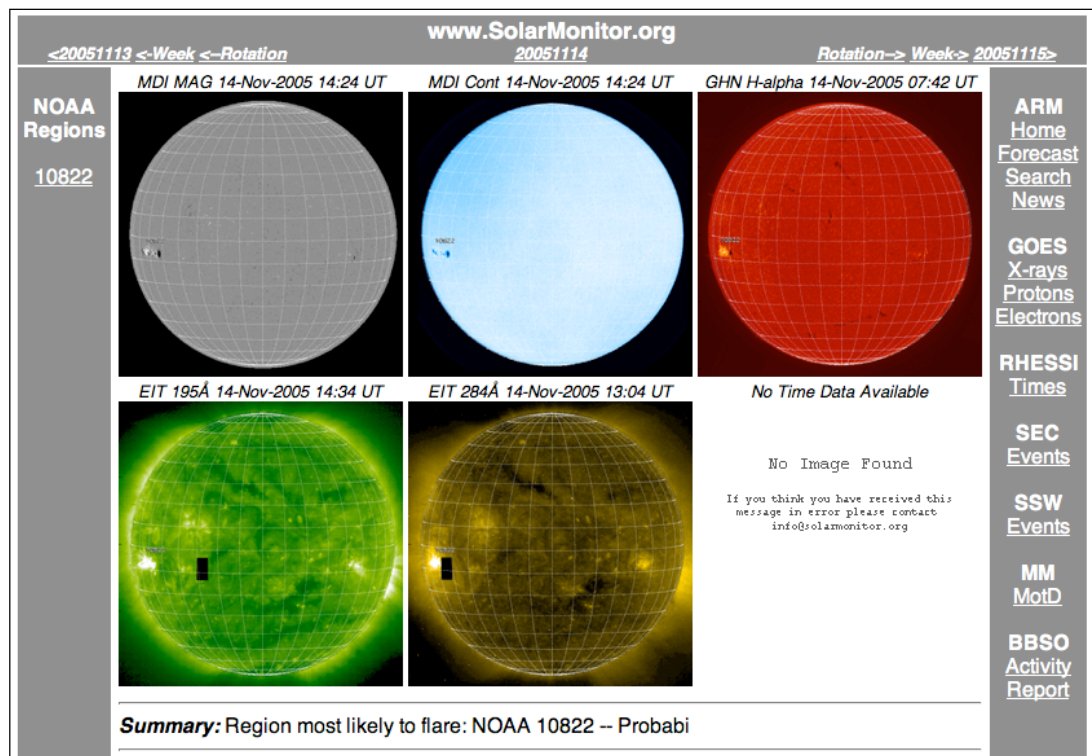 www.SolarMonitor.org
<20051113 <-Week <--Rotation
20051114
Rotation--> Week-> 20051115>
NOAA
Regions
10822
MDI MAG 14-Nov-2005 14:24 UT
MDI Cont 14-Nov-2005 14:24 UT
GHN H-alpha 14-Nov-2005 07:42 UT
10822
10822
10822
EIT 195Å 14-Nov-2005 14:34 UT
EIT 284Å 14-Nov-2005 13:04 UT
No Time Data Available
10822
10822
No Image Found
If you think you have received this
message in error please contact
info@solarmonitor.org
ARM
Home
Forecast
Search
News
GOES
X-rays
Protons
Electrons
RHESSI
Times
SEC
Events
SSW
Events
MM
MotD
BBSO
Activity
Report
Summary: Region most likely to flare: NOAA 10822 -- Probabi